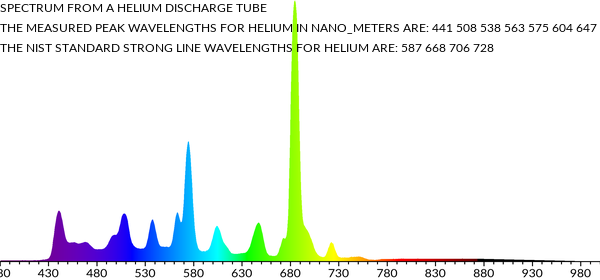 SPECTRUM FROM A HELIUM DISCHARGE TUBE
THE MEASURED PEAK WAVELENGTHS FOR HELIUM IN NANO_METERS ARE: 441 508 538 563 575 604 647
THE NIST STANDARD STRONG LINE WAVELENGTHS FOR HELIUM ARE: 587 668 706 728
80 430 480 530 580 630 680 730 780 830 880 930 980